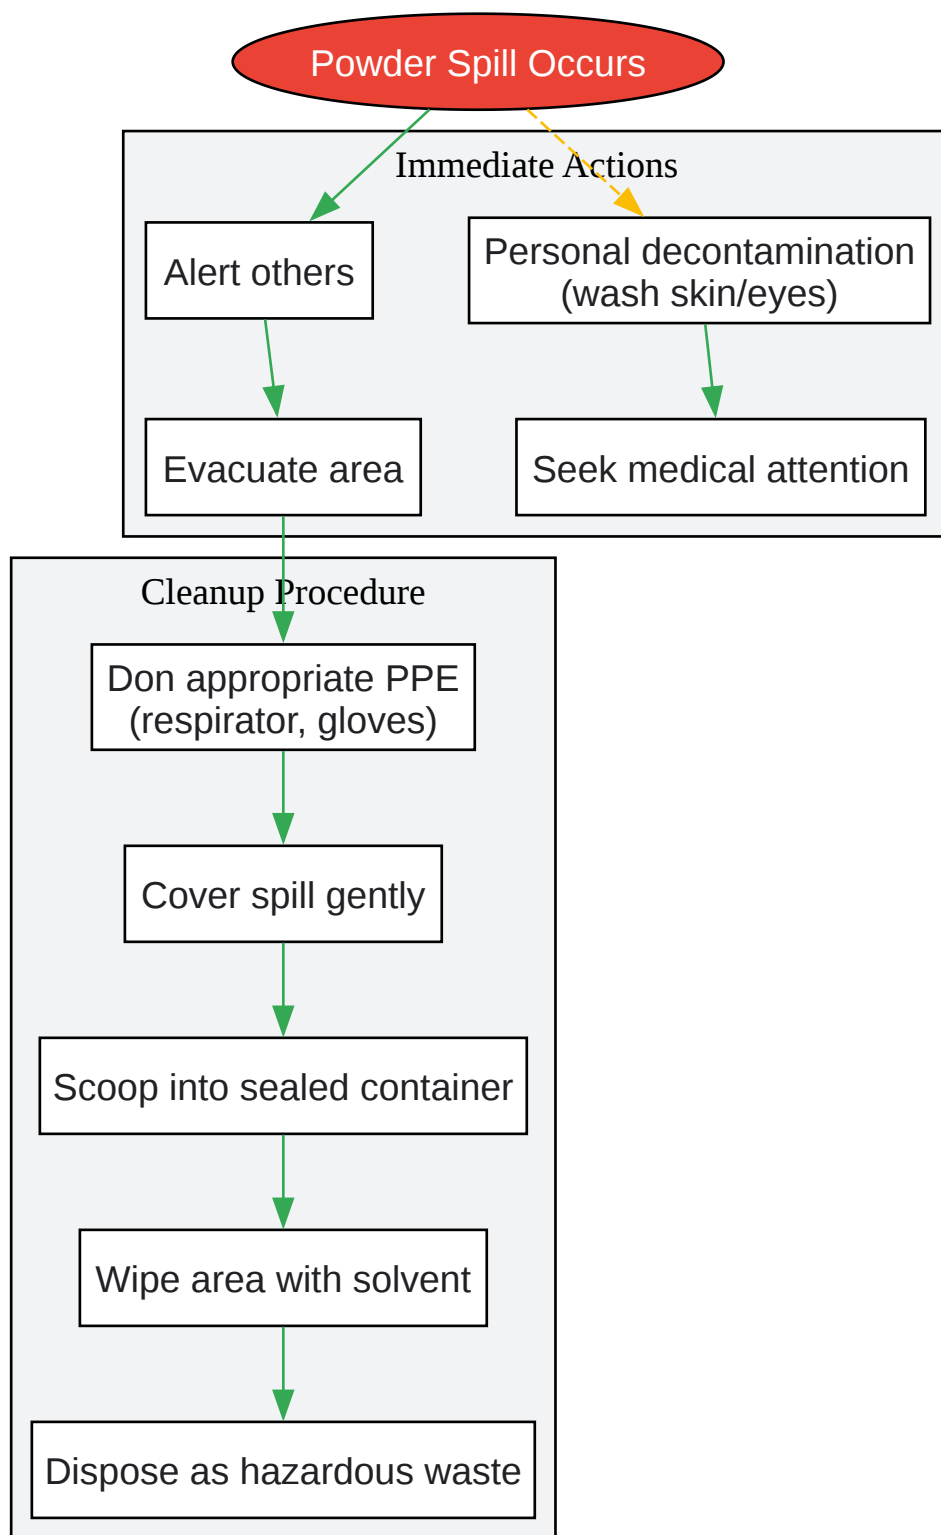 Powder Spill Occurs
Immediate Actions
Alert others
Personal decontamination
(wash skin/eyes)
Evacuate area
Seek medical attention
Cleanup Procedure
Don appropriate PPE
(respirator, gloves)
Cover spill gently
Scoop into sealed container
Wipe area with solvent
Dispose as hazardous waste